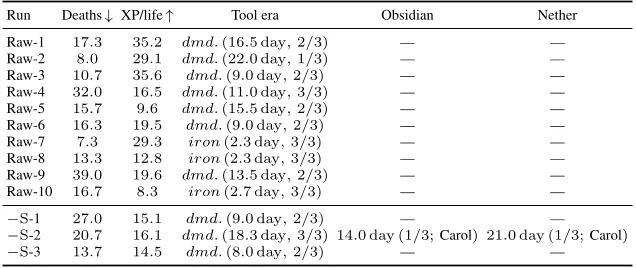 Run Deaths↓ XP/life↑ Tool era Obsidian Nether
Raw-1 17.3 35.2 dmd. (16.5 day, 2/3) — —
Raw-2 8.0 29.1 dmd. (22.0 day, 1/3) — —
Raw-3 10.7 35.6 dmd. (9.0 day, 2/3) — —
Raw-4 32.0 16.5 dmd. (11.0 day, 3/3) — —
Raw-5 15.7 9.6 dmd. (15.5 day, 2/3) — —
Raw-6 16.3 19.5 dmd. (9.0 day, 2/3) — —
Raw-7 7.3 29.3 iron (2.3 day, 3/3) — —
Raw-8 13.3 12.8 iron (2.3 day, 3/3) — —
Raw-9 39.0 19.6 dmd. (13.5 day, 2/3) — —
Raw-10 16.7 8.3 iron (2.7 day, 3/3) — —
−S-1 27.0 15.1 dmd. (9.0 day, 2/3) — —
−S-2 20.7 16.1 dmd. (18.3 day, 3/3) 14.0 day (1/3; Carol) 21.0 day (1/3; Carol)
−S-3 13.7 14.5 dmd. (8.0 day, 2/3) — —